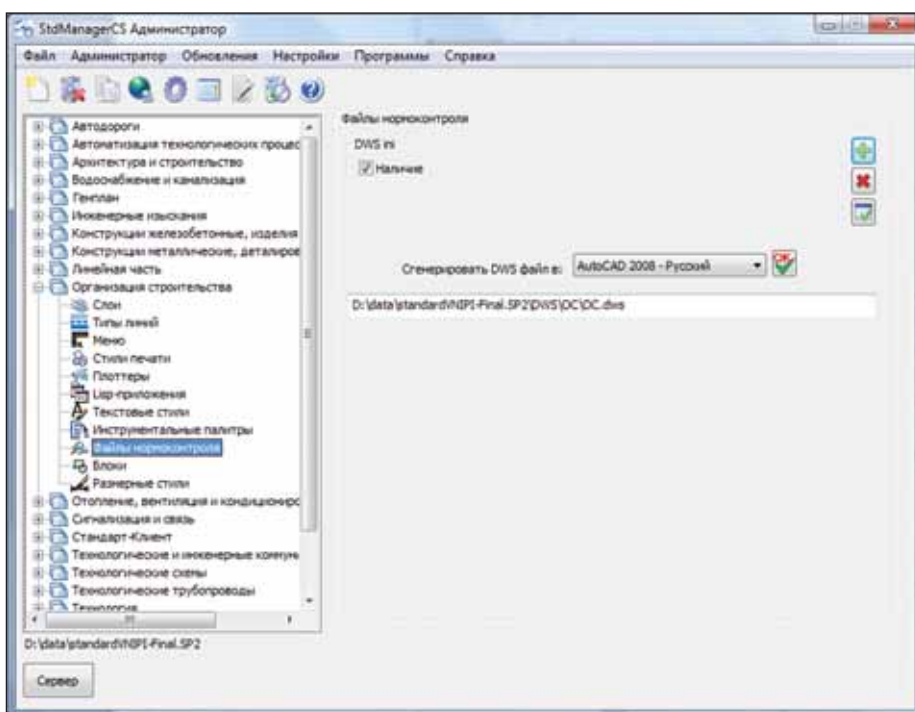 StdManagerCS Администратор
Файл Администратор Обновления Настройки Программы Справка
Автодороги
Автоматизация технологических процес
Архитектура и строительство
Водоснабжение и канализация
Генплан
Инженерные изыскания
Конструкции железобетонные, изделия
Конструкции металлические, деталиров
Линейная часть
Организация строительства
Слои
Типы линий
Меню
Стили печати
Плоттеры
Lisp-приложения
Текстовые стили
Инструментальные палитры
Файлы нормоконтроля
Блоки
Размерные стили
Отопление, вентиляция и кондициониро
Сигнализация и связь
Стандарт-Клиент
Технологические и инженерные коммун
Технологические схемы
Технологические трубопроводы
Технология
Файлы нормоконтроля
DWS ini
Наличие
Сгенерировать DWS файл в: AutoCAD 2008 - Русский
D:\data\standardVNIPI-Final.SP2\DWS\OC\OC.dws
D:\data\standardVNIPI-Final.SP2
Сервер